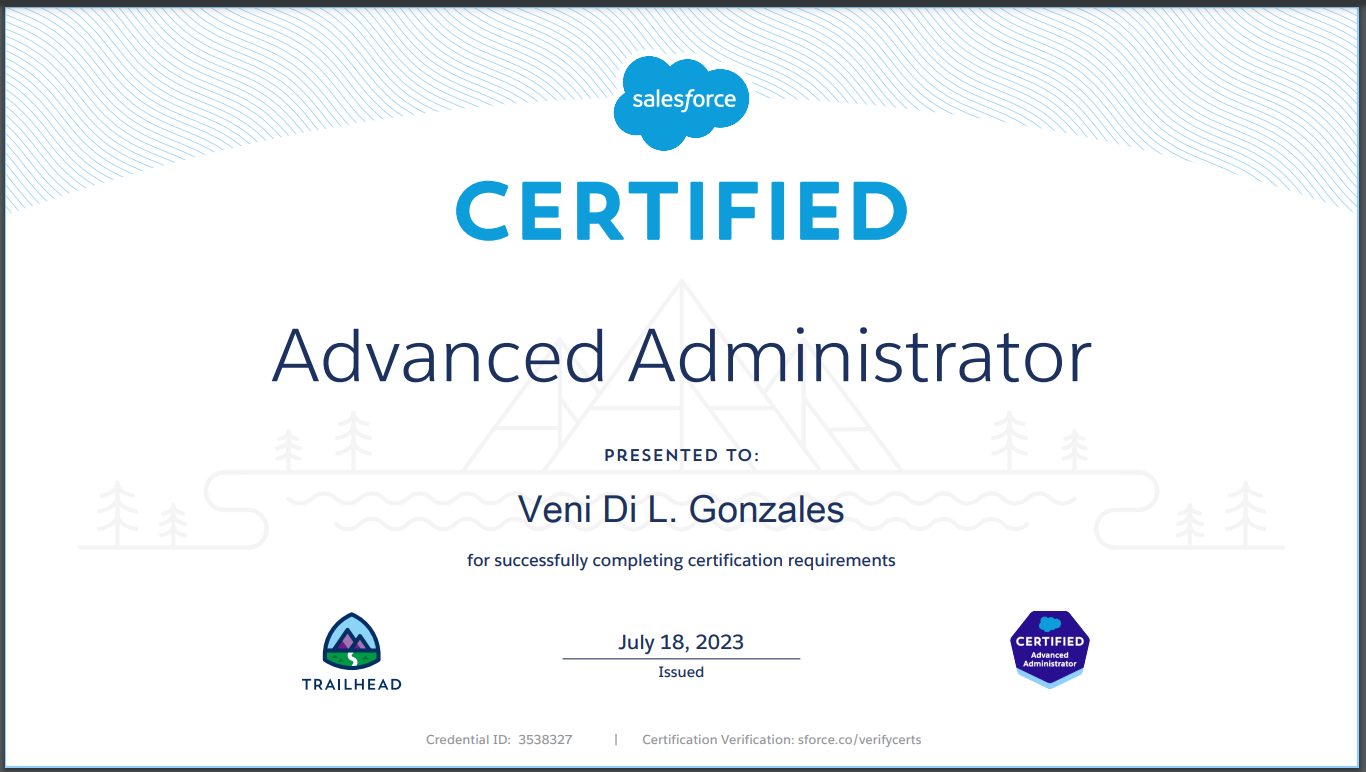 salesforce
CERTIFIED
Advanced Administrator
PRESENTED TO:
Veni Di L. Gonzales
for successfully completing certification requirements
TRAILHEAD
July 18, 2023
Issued
CERTIFIED
Advanced
Administrator
Credential ID: 3538327 | Certification Verification: sforce.co/verifycerts